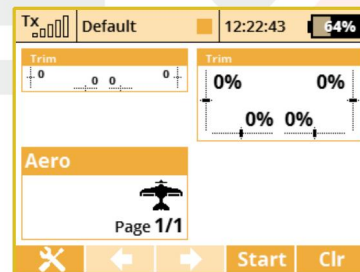 Tx Default 12:22:43 64%
Trim
0 0 0 0
Trim
0% 0%
0% 0%
Aero
Page 1/1
Start Clr